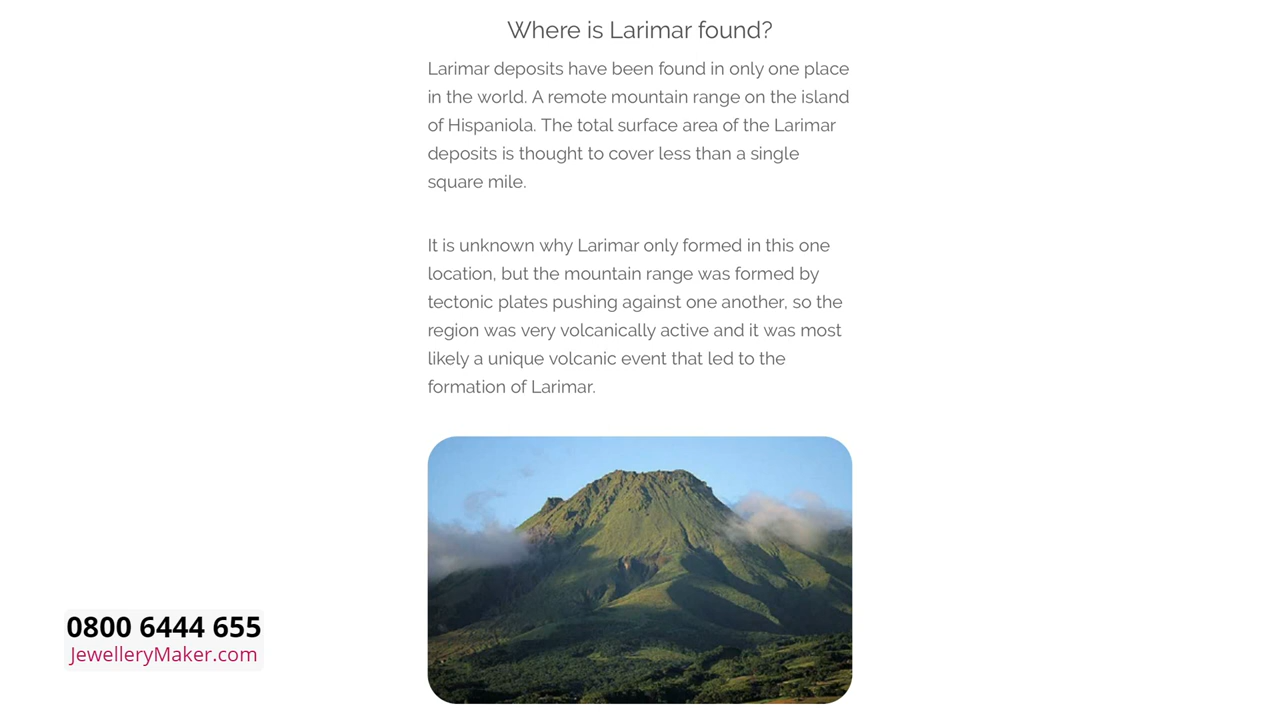 Where is Larimar found?
Larimar deposits have been found in only one place
in the world. A remote mountain range on the island
of Hispaniola. The total surface area of the Larimar
deposits is thought to cover less than a single
square mile.
It is unknown why Larimar only formed in this one
location, but the mountain range was formed by
tectonic plates pushing against one another, so the
region was very volcanically active and it was most
likely a unique volcanic event that led to the
formation of Larimar.
0800 6444 655
JewelleryMaker.com